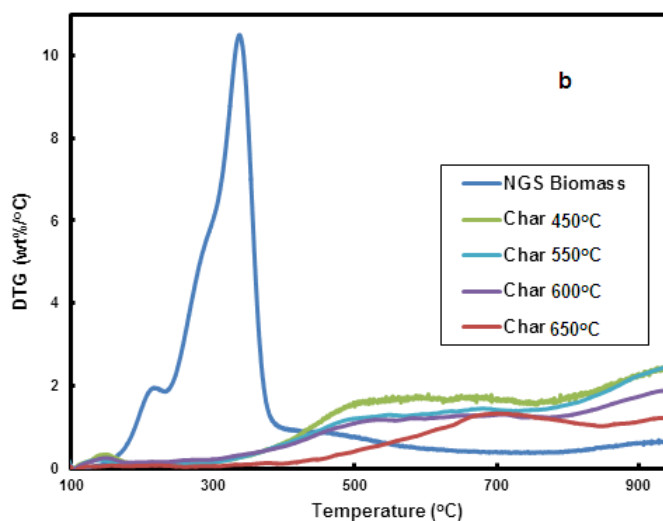 10
8
6
4
2
0
DTG (wt%/°C)
b
NGS Biomass
Char 450°C
Char 550°C
Char 600°C
Char 650°C
100 300 500 700 900
Temperature (°C)